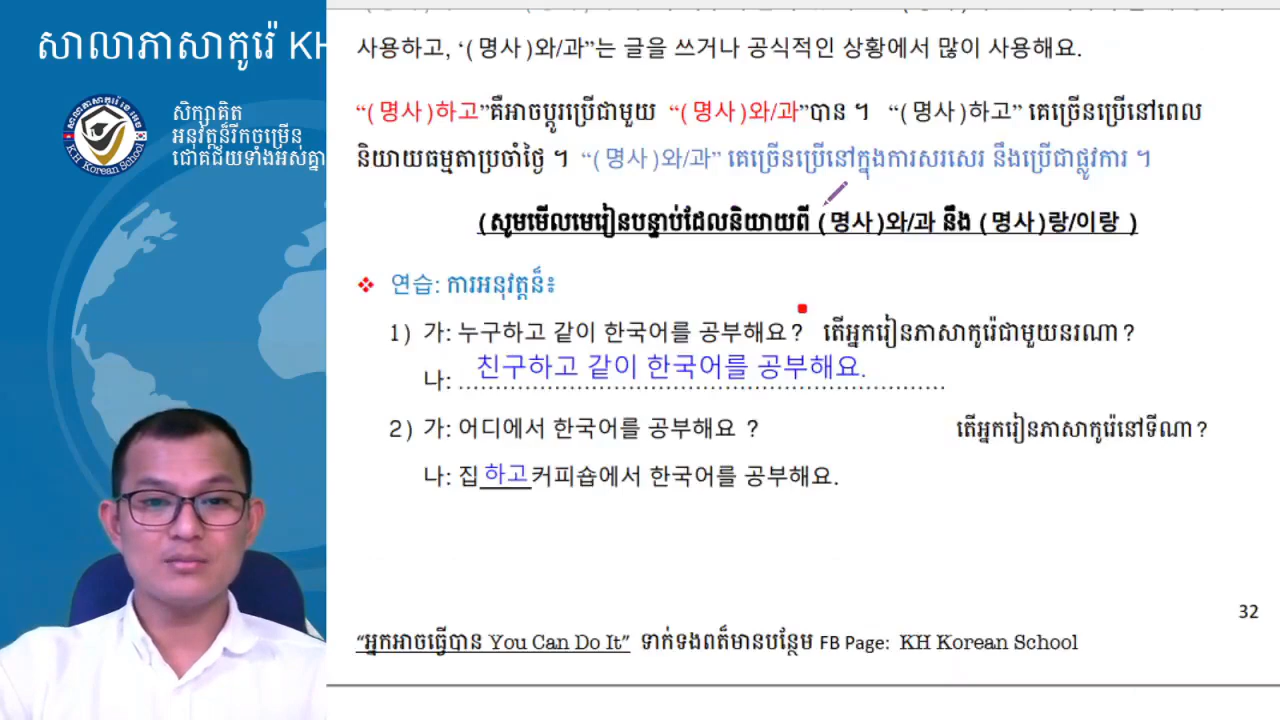 សាលាភាសាកូរ៉េ KH
សិក្សាគិត
អនុវត្តន៏រីកចម្រើន
ជោគជ័យទាំងអស់គ្នា
KH Korean School
사용하고, ‘(명사)와/과”는 글을 쓰거나 공식적인 상황에서 많이 사용해요.
“(명사)하고”គឺអាចប្ដូរប្រើជាមួយ “(명사)와/과”បាន ។ “(명사)하고” គេច្រើនប្រើនៅពេល
និយាយធម្មតាប្រចាំថ្ងៃ ។ “(명사)와/과” គេច្រើនប្រើនៅក្នុងការសរសេរ នឹងប្រើជាផ្លូវការ ។
(សូមមើលមេរៀនបន្ទាប់ដែលនិយាយពី (명사)와/과 នឹង (명사)랑/이랑 )
❖ 연습: ការអនុវត្តន៏៖
1) 가: 누구하고 같이 한국어를 공부해요? តើអ្នករៀនភាសាកូរ៉េជាមួយនរណា?
나: 친구하고 같이 한국어를 공부해요.
2) 가: 어디에서 한국어를 공부해요 ? តើអ្នករៀនភាសាកូរ៉េនៅទីណា?
나: 집 하고 커피숍에서 한국어를 공부해요.
32
“អ្នកអាចធ្វើបាន You Can Do It” ទាក់ទងពត៏មានបន្ថែម FB Page: KH Korean School